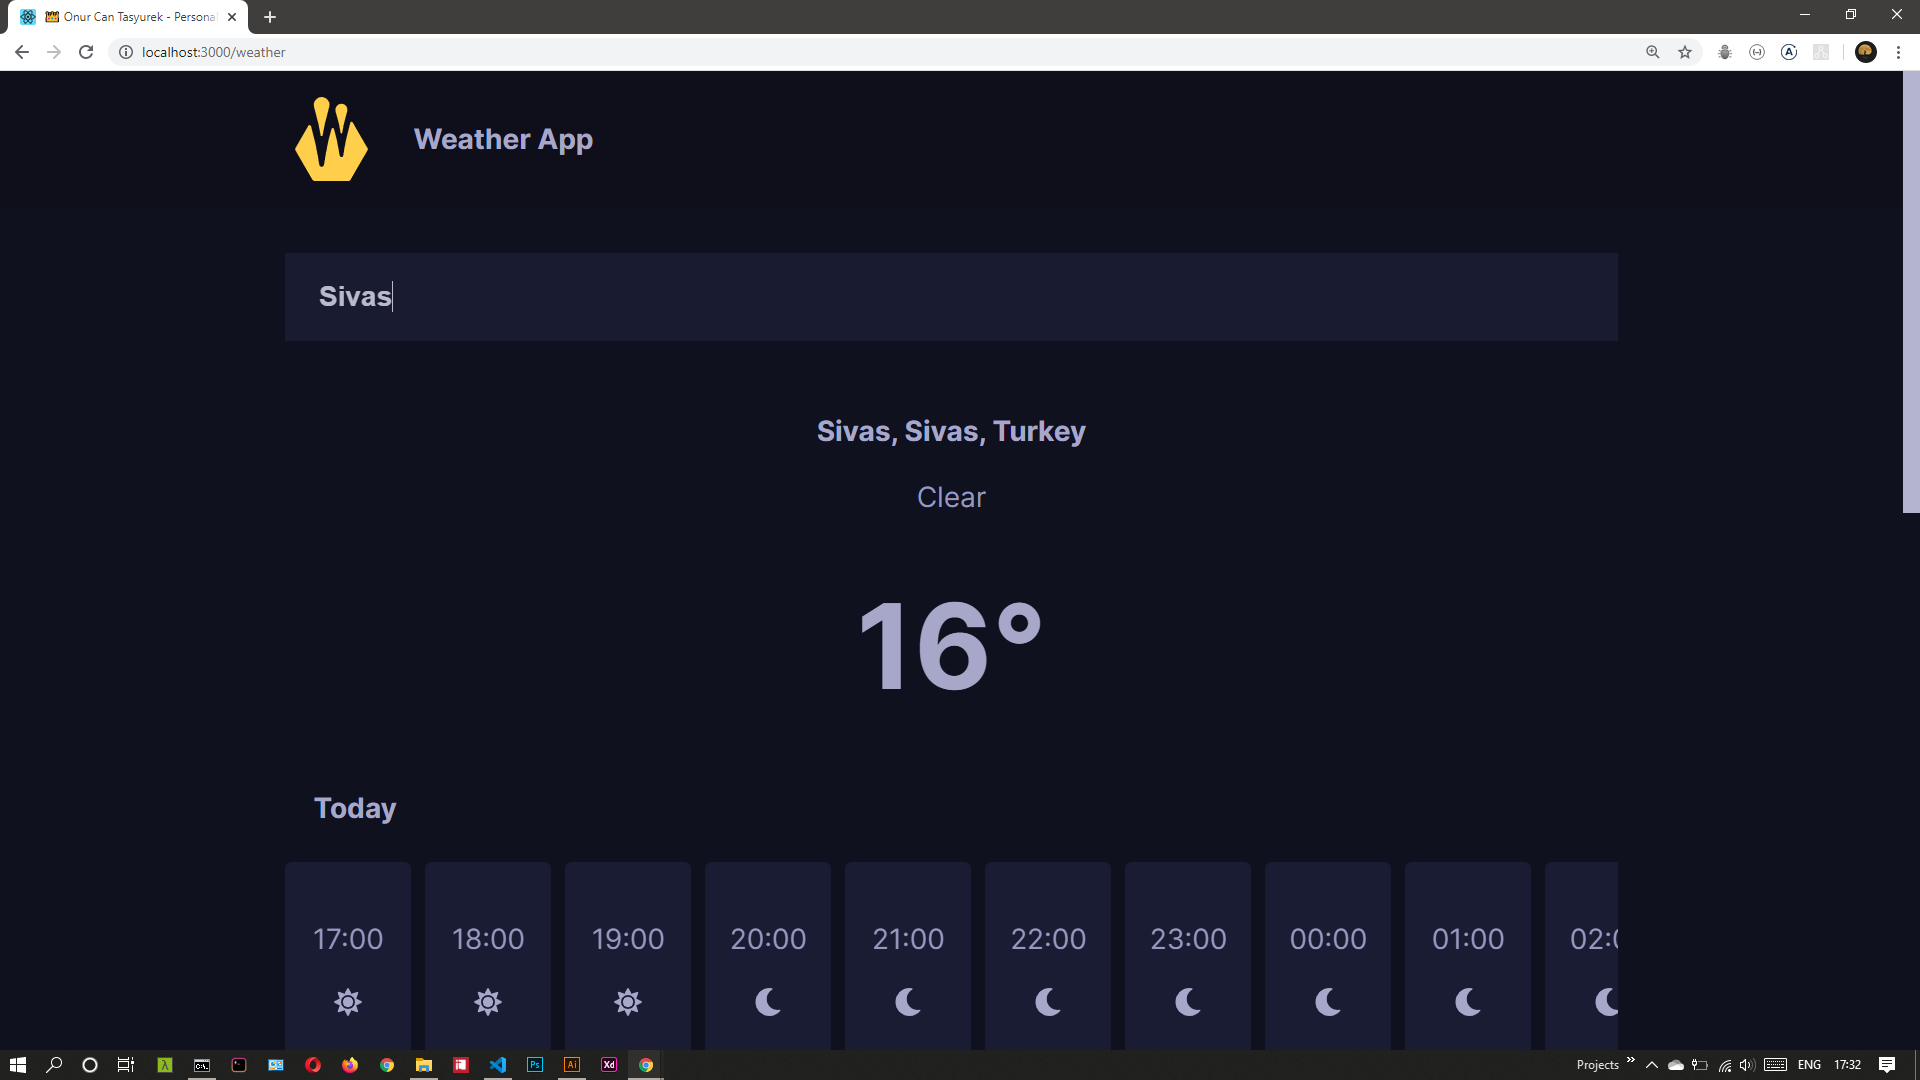 Onur Can Tasyurek - Personal
localhost:3000/weather
Weather App
Sivas
Sivas, Sivas, Turkey
Clear
16°
Today
17:00 18:00 19:00 20:00 21:00 22:00 23:00 00:00 01:00 02:0
Projects ENG 17:32